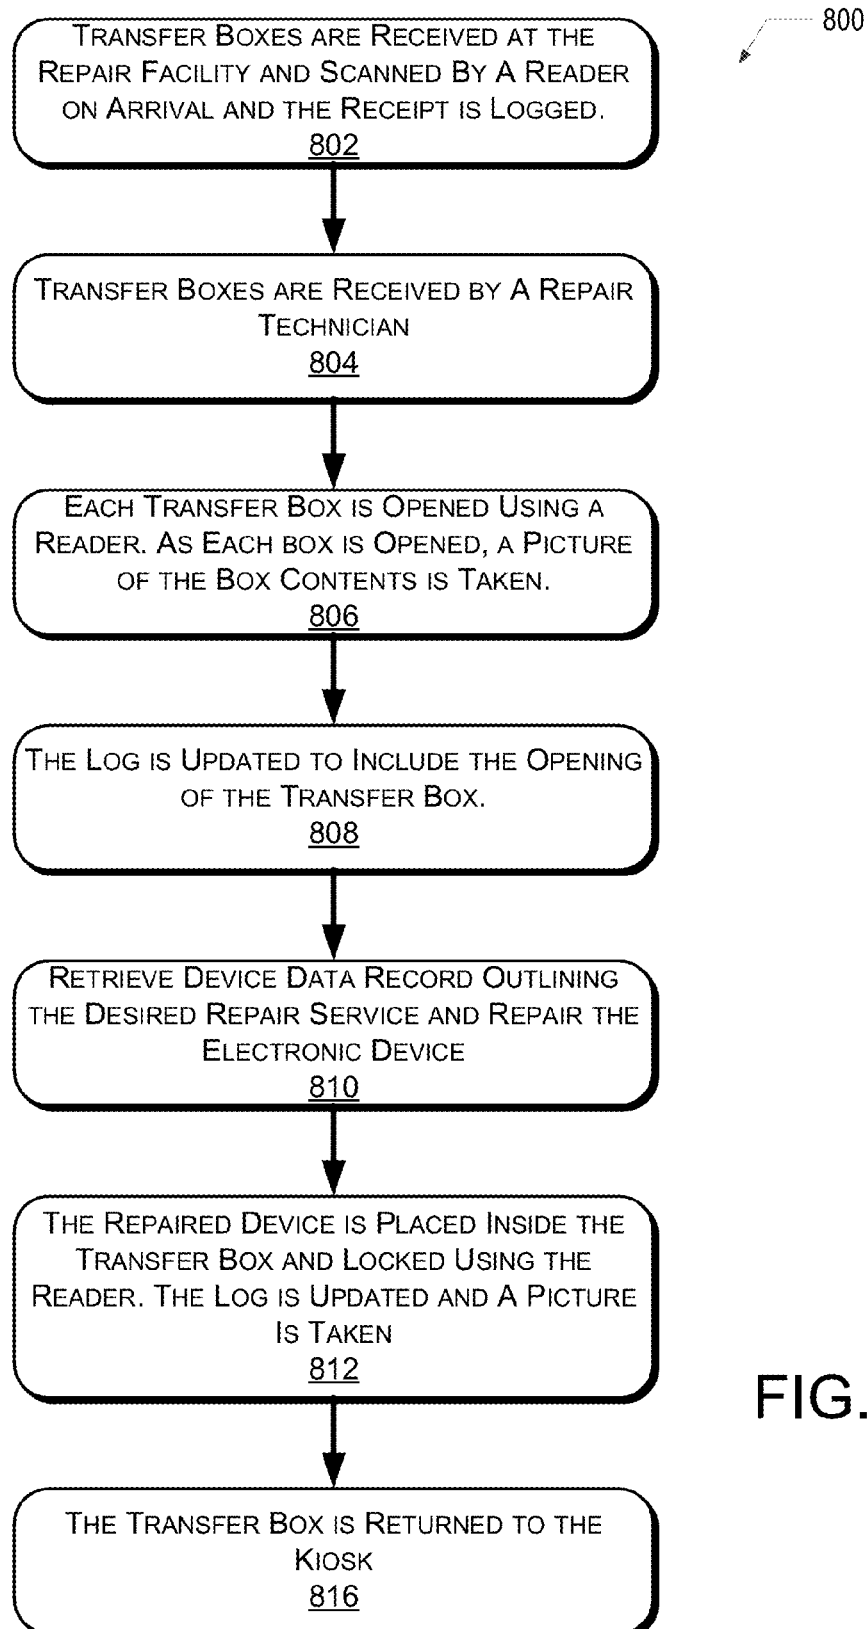 800
TRANSFER BOXES ARE RECEIVED AT THE
REPAIR FACILITY AND SCANNED BY A READER
ON ARRIVAL AND THE RECEIPT IS LOGGED.
802
TRANSFER BOXES ARE RECEIVED BY A REPAIR
TECHNICIAN
804
EACH TRANSFER BOX IS OPENED USING A
READER. AS EACH BOX IS OPENED, A PICTURE
OF THE BOX CONTENTS IS TAKEN.
806
THE LOG IS UPDATED TO INCLUDE THE OPENING
OF THE TRANSFER BOX.
808
RETRIEVE DEVICE DATA RECORD OUTLINING
THE DESIRED REPAIR SERVICE AND REPAIR THE
ELECTRONIC DEVICE
810
THE REPAIRED DEVICE IS PLACED INSIDE THE
TRANSFER BOX AND LOCKED USING THE
READER. THE LOG IS UPDATED AND A PICTURE
IS TAKEN
812
FIG.
THE TRANSFER BOX IS RETURNED TO THE
KIOSK
816